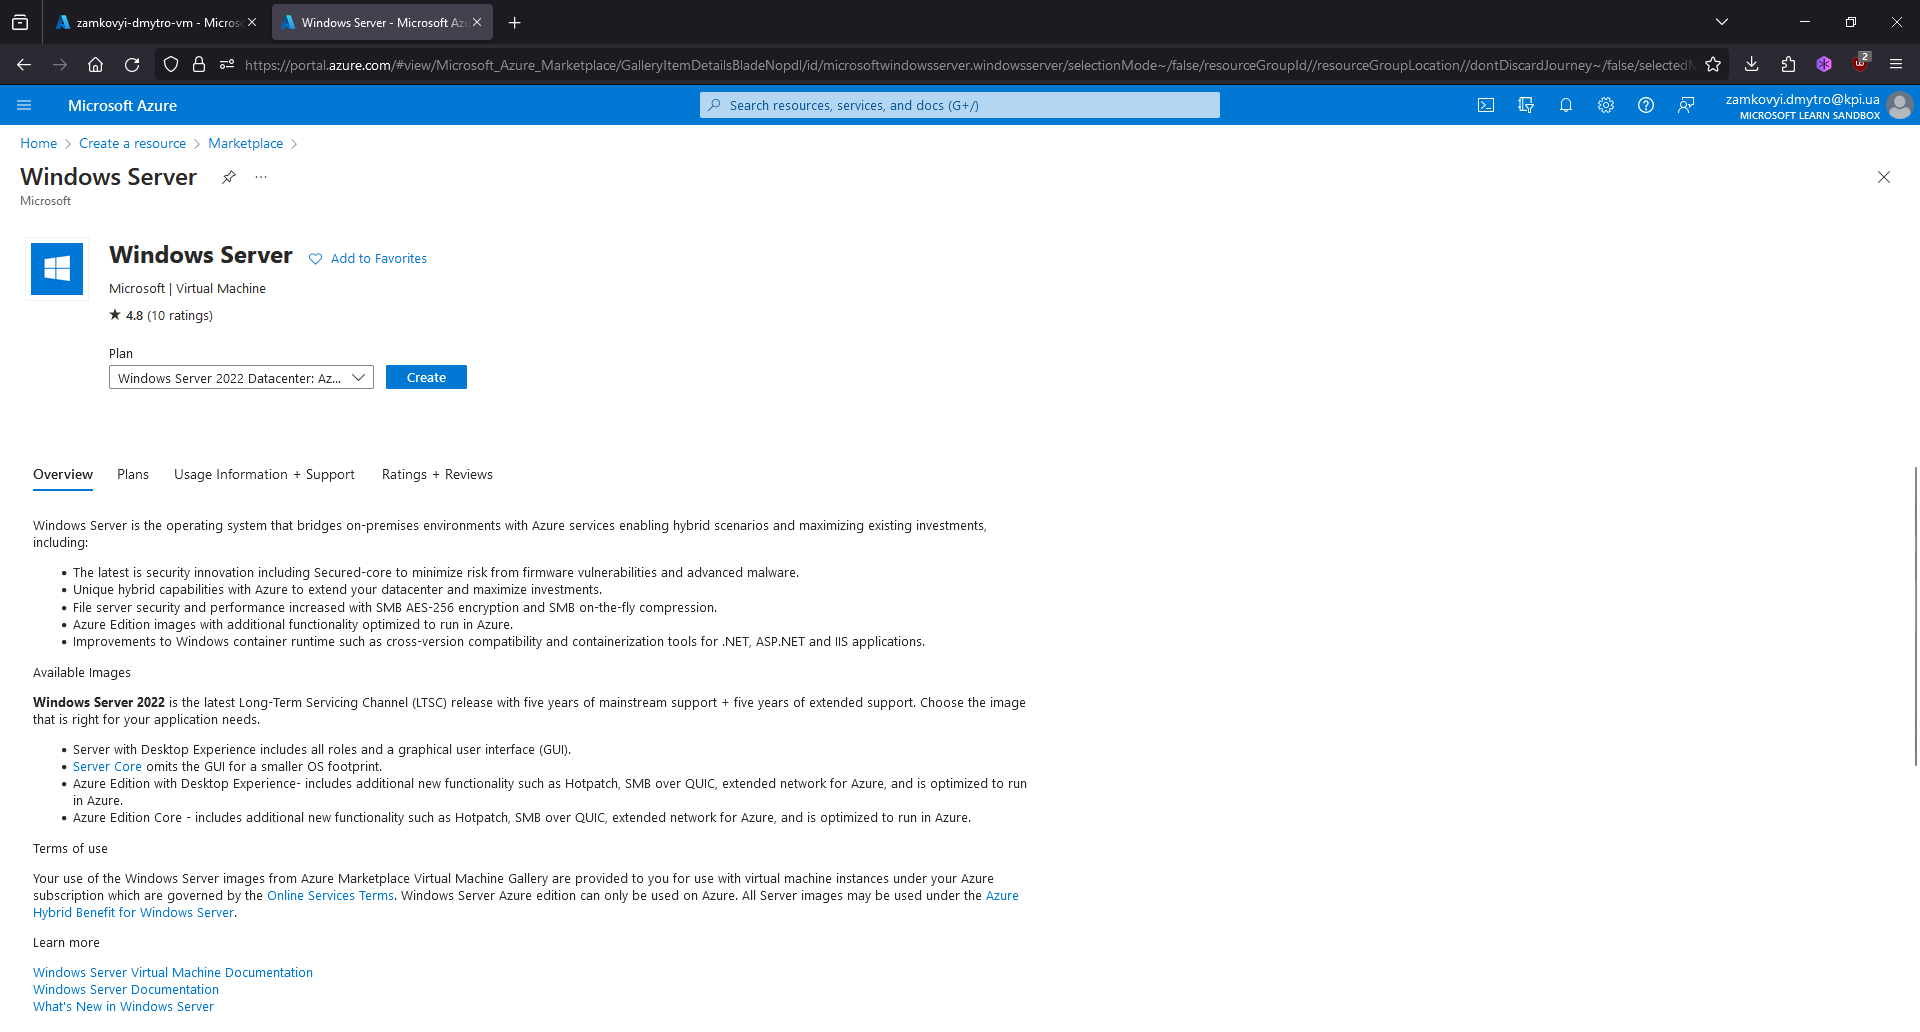 zamkovyi-dmytro-vm - Micros
Windows Server - Microsoft Az
https://portal.azure.com/#view/Microsoft_Azure_Marketplace/GalleryItemDetailsBladeNopdl/id/microsoftwindowsserver.windowsserver/selectionMode~/false/resourceGroupId//resourceGroupLocation//dontDiscardJourney~/false/selectedM
2
Microsoft Azure
Search resources, services, and docs (G+/)
zamkovyi.dmytro@kpi.ua
MICROSOFT LEARN SANDBOX
Home > Create a resource > Marketplace >
Windows Server ...
Microsoft
Windows Server
Add to Favorites
Microsoft | Virtual Machine
★ 4.8 (10 ratings)
Plan
Windows Server 2022 Datacenter: Az...
Create
Overview Plans Usage Information + Support Ratings + Reviews
Windows Server is the operating system that bridges on-premises environments with Azure services enabling hybrid scenarios and maximizing existing investments,
including:
• The latest is security innovation including Secured-core to minimize risk from firmware vulnerabilities and advanced malware.
• Unique hybrid capabilities with Azure to extend your datacenter and maximize investments.
• File server security and performance increased with SMB AES-256 encryption and SMB on-the-fly compression.
• Azure Edition images with additional functionality optimized to run in Azure.
• Improvements to Windows container runtime such as cross-version compatibility and containerization tools for .NET, ASP.NET and IIS applications.
Available Images
Windows Server 2022 is the latest Long-Term Servicing Channel (LTSC) release with five years of mainstream support + five years of extended support. Choose the image
that is right for your application needs.
• Server with Desktop Experience includes all roles and a graphical user interface (GUI).
• Server Core omits the GUI for a smaller OS footprint.
• Azure Edition with Desktop Experience- includes additional new functionality such as Hotpatch, SMB over QUIC, extended network for Azure, and is optimized to run
in Azure.
• Azure Edition Core - includes additional new functionality such as Hotpatch, SMB over QUIC, extended network for Azure, and is optimized to run in Azure.
Terms of use
Your use of the Windows Server images from Azure Marketplace Virtual Machine Gallery are provided to you for use with virtual machine instances under your Azure
subscription which are governed by the Online Services Terms. Windows Server Azure edition can only be used on Azure. All Server images may be used under the Azure
Hybrid Benefit for Windows Server.
Learn more
Windows Server Virtual Machine Documentation
Windows Server Documentation
What's New in Windows Server